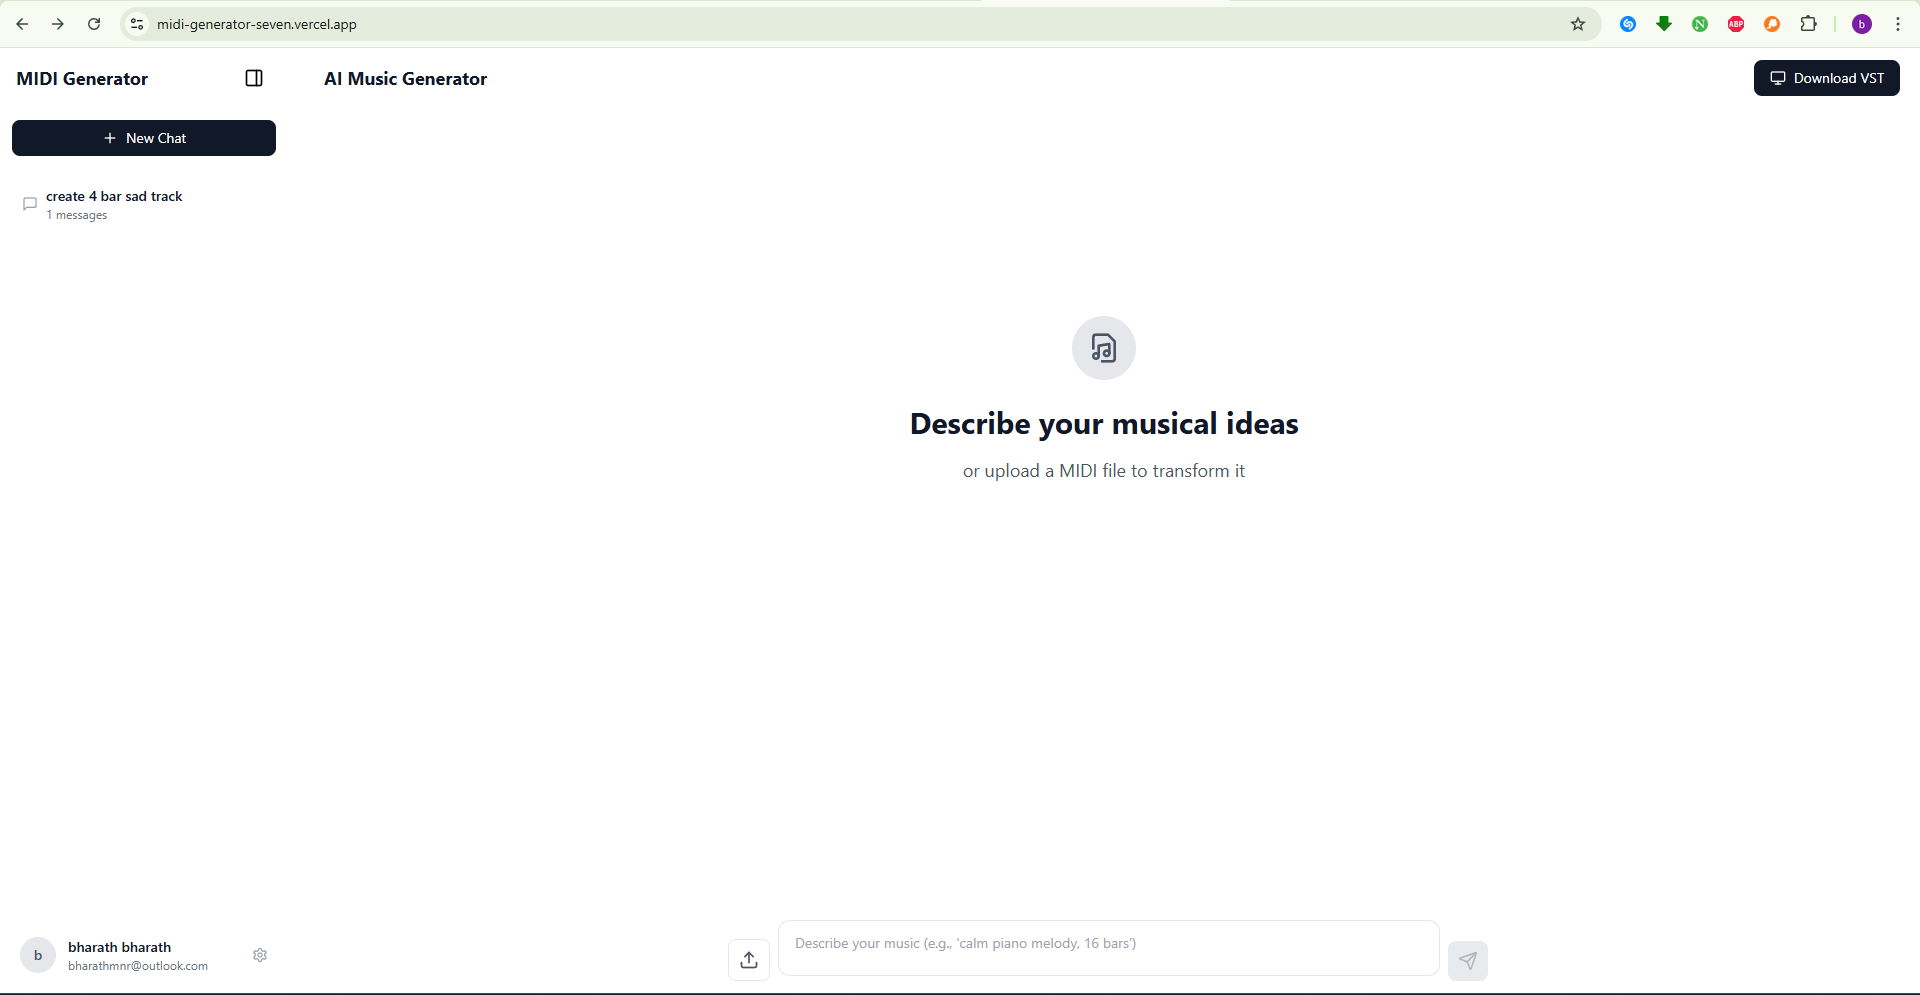 midi-generator-seven.vercel.app
ABP
b
MIDI Generator
AI Music Generator
Download VST
New Chat
create 4 bar sad track
1 messages
Describe your musical ideas
or upload a MIDI file to transform it
Describe your music (e.g., 'calm piano melody, 16 bars')
b
bharath bharath
bharathmnr@outlook.com